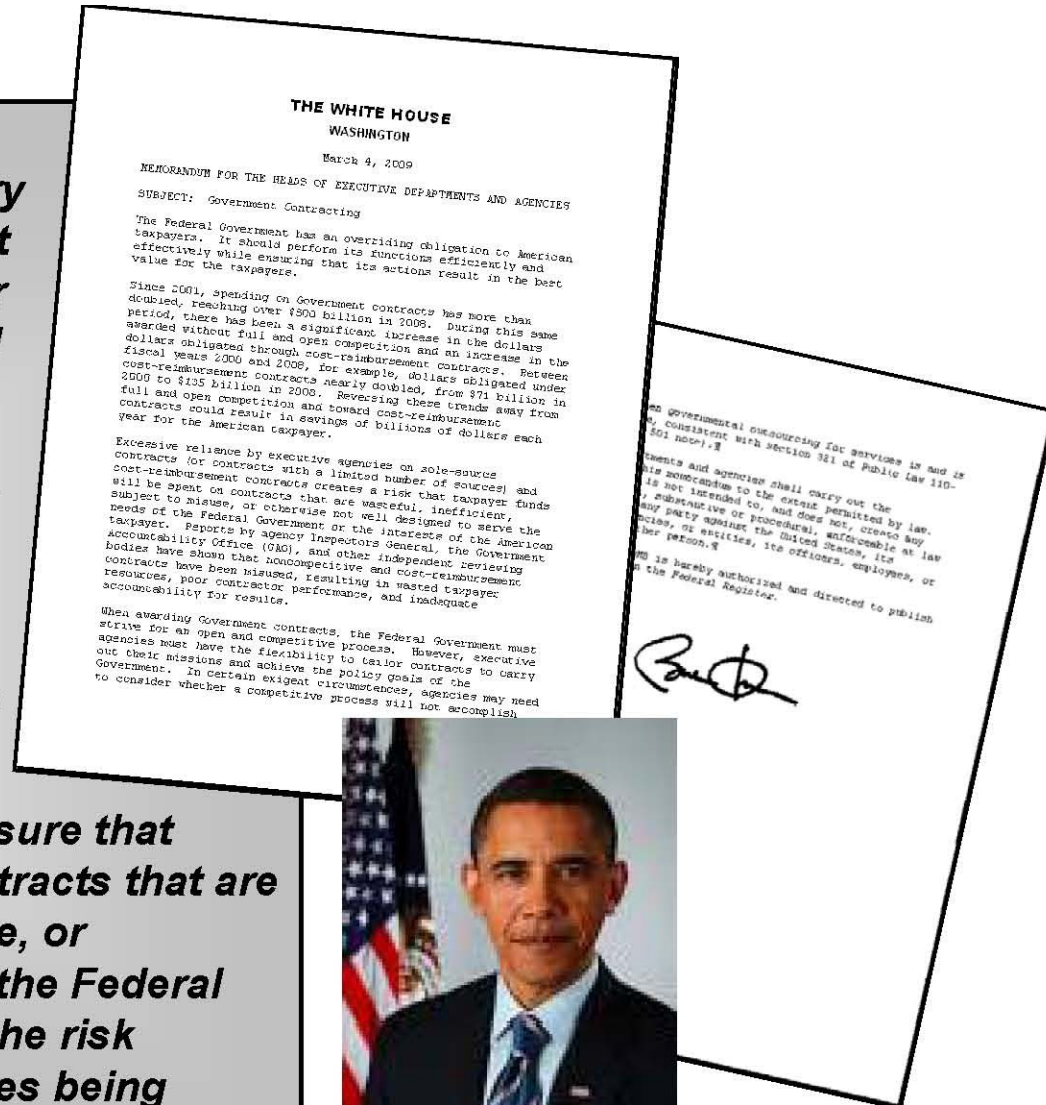 THE WHITE HOUSE
WASHINGTON
March 4, 2009
MEMORANDUM FOR THE HEADS OF EXECUTIVE DEPARTMENTS AND AGENCIES
SUBJECT: Government Contracting
The Federal Government has an overriding obligation to American
taxpayers. It should perform its functions efficiently and
effectively while ensuring that its actions result in the best
value for the taxpayers.
Since 2001, spending on Government contracts has more than
doubled, reaching over $500 billion in 2008. During this same
period, there has been a significant increase in the dollars
awarded without full and open competition and an increase in the
dollars obligated through cost-reimbursement contracts. Between
fiscal years 2000 and 2008, for example, dollars obligated under
cost-reimbursement contracts nearly doubled, from $71 billion in
2000 to $135 billion in 2008. Reversing these trends away from
full and open competition and toward cost-reimbursement
contracts could result in savings of billions of dollars each
year for the American taxpayer.
Excessive reliance by executive agencies on sole-source
contracts (or contracts with a limited number of sources) and
cost-reimbursement contracts creates a risk that taxpayer funds
will be spent on contracts that are wasteful, inefficient,
subject to misuse, or otherwise not well designed to serve the
needs of the Federal Government or the interests of the American
taxpayer. Reports by agency Inspectors General, the Government
Accountability Office (GAO), and other independent reviewing
bodies have shown that noncompetitive and cost-reimbursement
contracts have been misused, resulting in wasted taxpayer
resources, poor contractor performance, and inadequate
accountability for results.
When awarding Government contracts, the Federal Government must
strive for an open and competitive process. However, executive
agencies must have the flexibility to tailor contracts to carry
out their missions and achieve the policy goals of the
Government. In certain exigent circumstances, agencies may need
to consider whether a competitive process will not accomplish
en governmental outsourcing for services is and is
e, consistent with section 321 of Public Law 110-
501 note).¶
tments and agencies shall carry out the
his memorandum to the extent permitted by law.
is not intended to, and does not, create any
, substantive or procedural, enforceable at law
any party against the United States, its
cies, or entities, its officers, employees, or
her person.¶
is hereby authorized and directed to publish
n the Federal Register.
ry
t
r
sure that
tracts that are
e, or
the Federal
he risk
es being